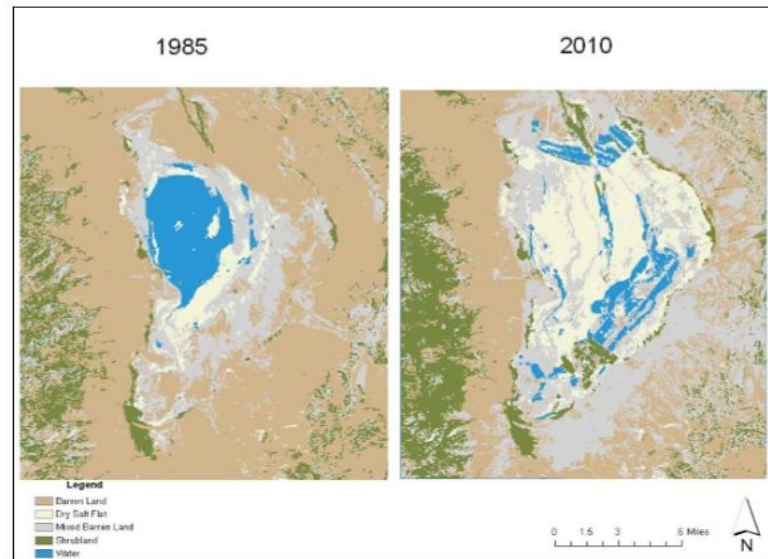 1985
2010
Legend
Barren Land
Dry Salt Flat
Mixed Barren Land
Shrubland
Water
0 1.5 3 6 Miles
N